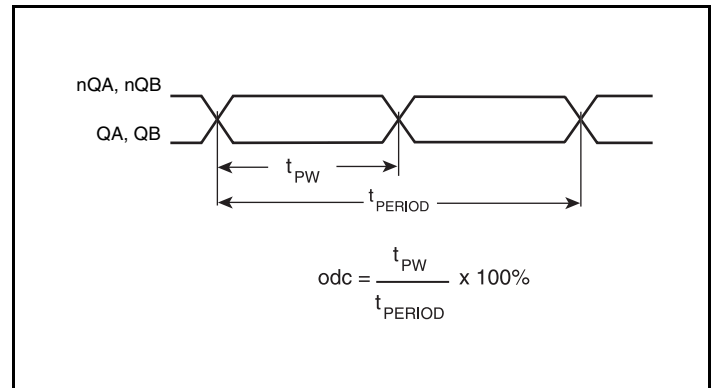 nQA, nQB
QA, QB
tPW
tPERIOD
odc = tPW / tPERIOD x 100%